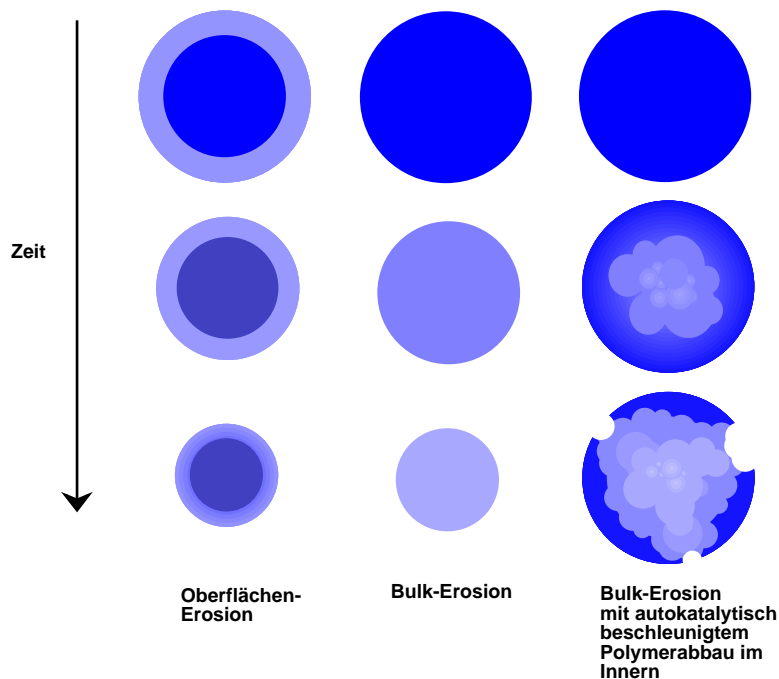 Zeit
Oberflächen-
Erosion
Bulk-Erosion
Bulk-Erosion
mit autokatalytisch
beschleunigtem
Polymerabbau im
Innern